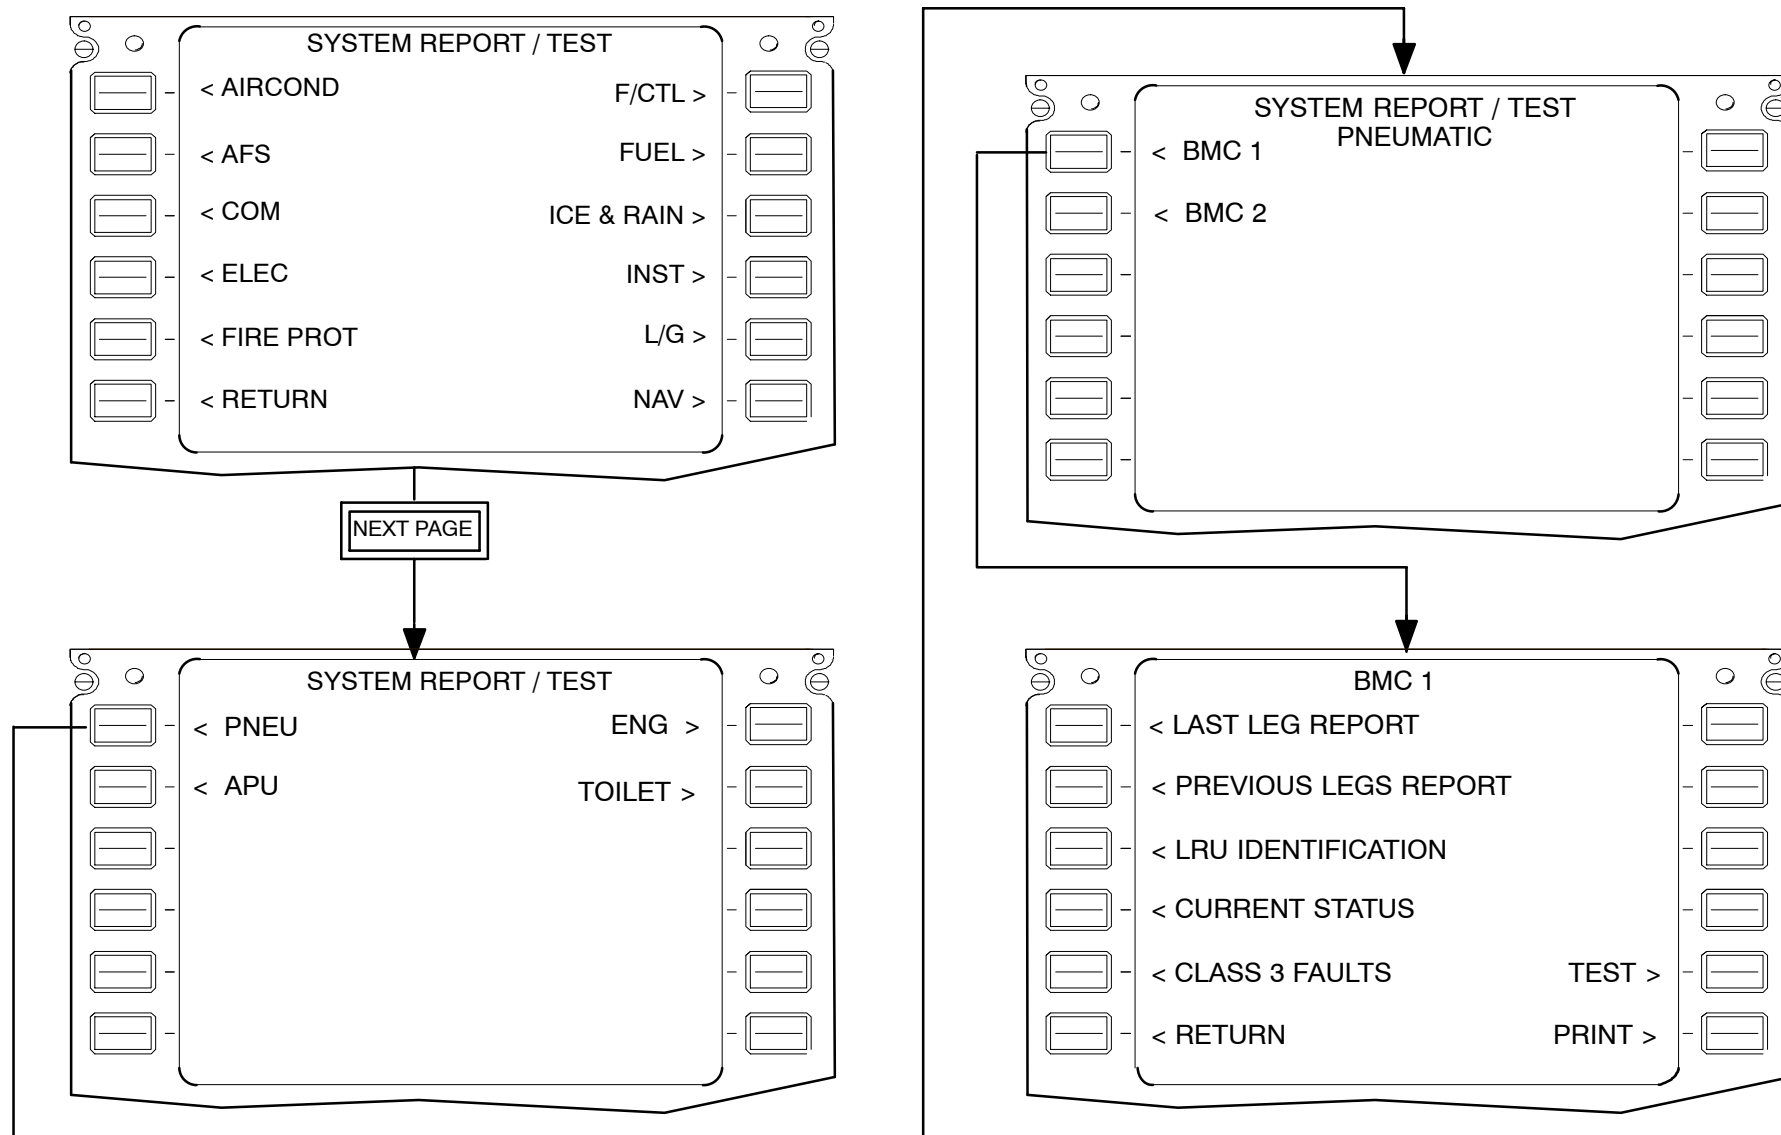 SYSTEM REPORT / TEST
< AIRCOND
F/CTL >
< AFS
FUEL >
< COM
ICE & RAIN >
< ELEC
INST >
< FIRE PROT
L/G >
< RETURN
NAV >
NEXT PAGE
SYSTEM REPORT / TEST
< PNEU
ENG >
< APU
TOILET >
SYSTEM REPORT / TEST
PNEUMATIC
< BMC 1
< BMC 2
BMC 1
< LAST LEG REPORT
< PREVIOUS LEGS REPORT
< LRU IDENTIFICATION
< CURRENT STATUS
< CLASS 3 FAULTS
TEST >
< RETURN
PRINT >